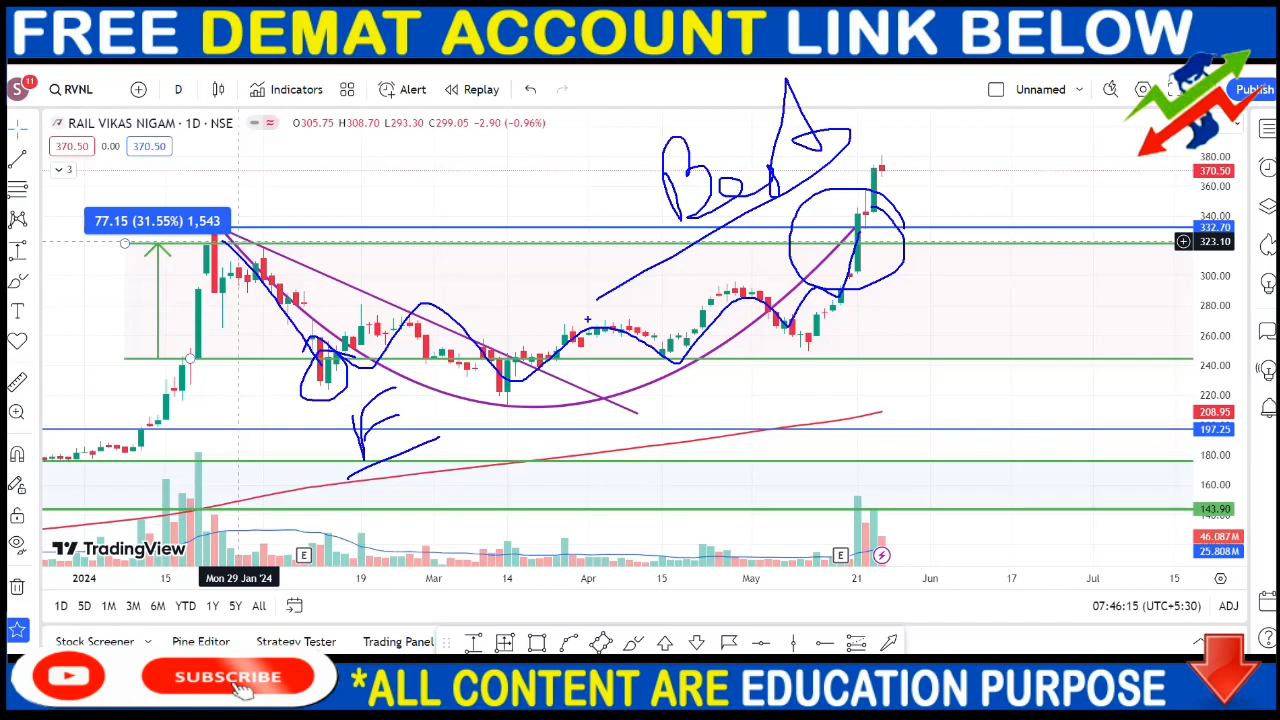 FREE DEMAT ACCOUNT LINK BELOW
S 11 RVNL D Indicators Alert Replay Unnamed Publish
RAIL VIKAS NIGAM · 1D · NSE O305.75 H308.70 L293.30 C299.05 −2.90 (−0.96%)
370.50 0.00 370.50
3
380.00
370.50
360.00
77.15 (31.55%) 1,543
340.00
332.70
323.10
300.00
280.00
260.00
240.00
220.00
208.95
197.25
180.00
160.00
143.90
46.087M
25.808M
TradingView
E E
2024 15 Mon 29 Jan '24 19 Mar 14 Apr 15 May 21 Jun 17 Jul 15
1D 5D 1M 3M 6M YTD 1Y 5Y All 07:46:15 (UTC+5:30) ADJ
Stock Screener Pine Editor Strategy Tester Trading Panel
SUBSCRIBE
*ALL CONTENT ARE EDUCATION PURPOSE